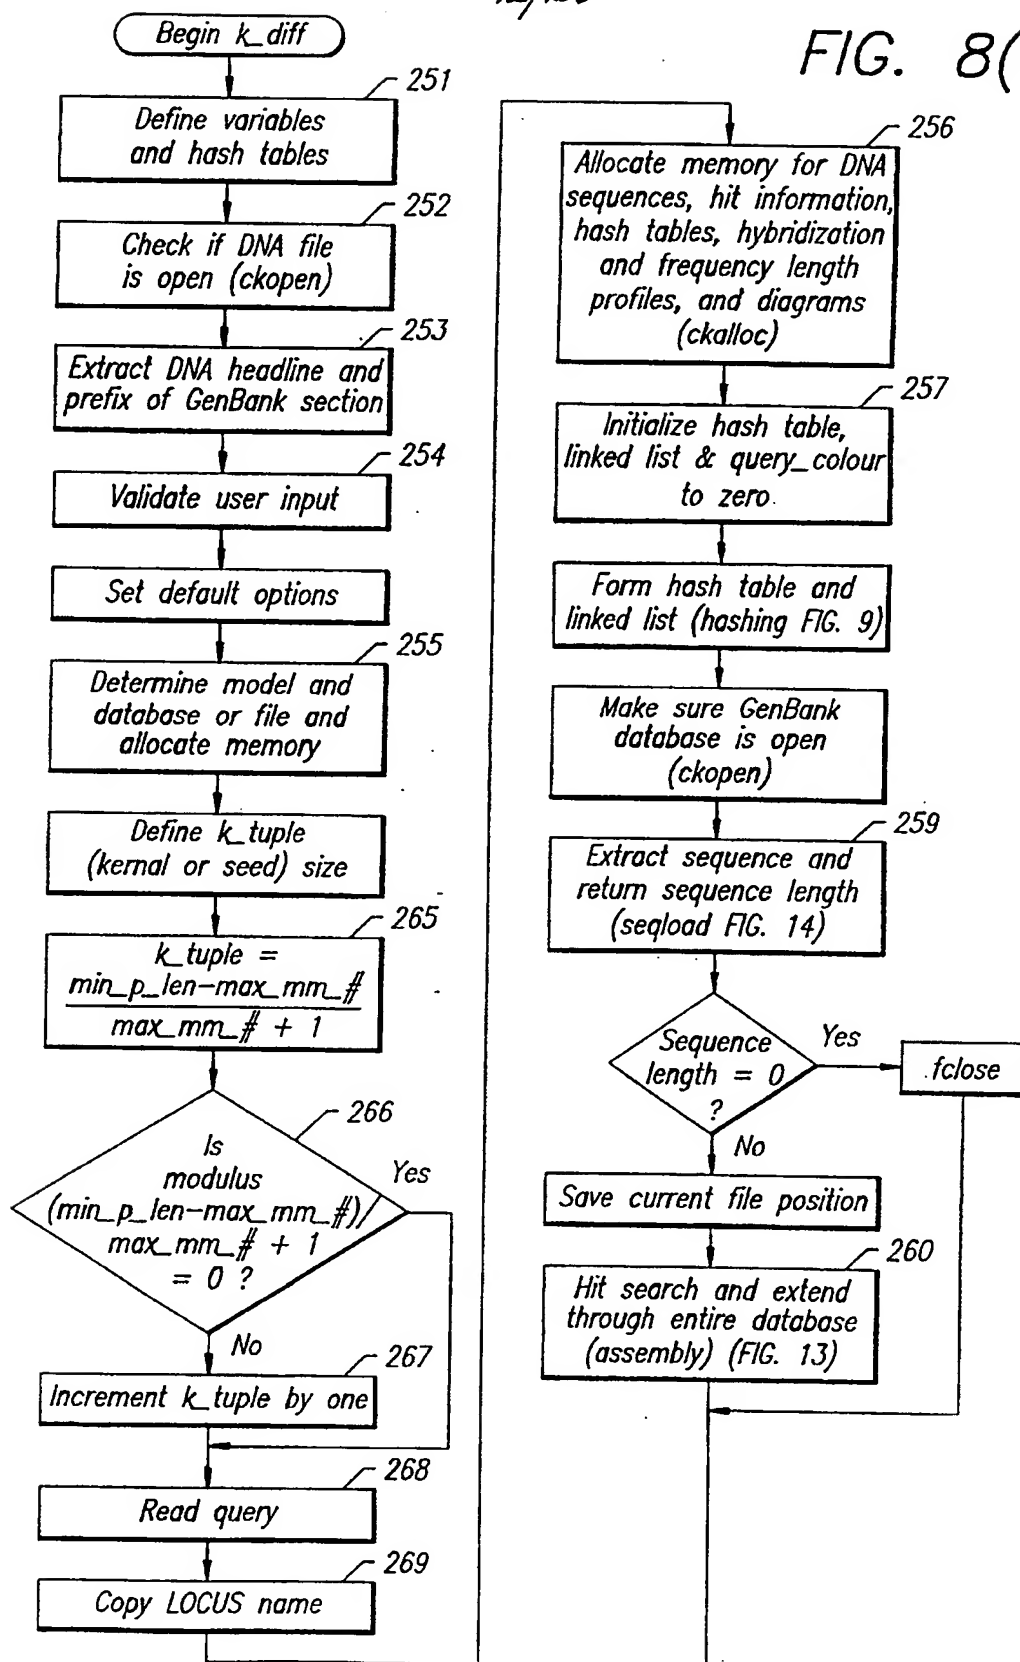 FIG. 8(
Begin k_diff
251
Define variables
and hash tables
252
Check if DNA file
is open (ckopen)
253
Extract DNA headline and
prefix of GenBank section
254
Validate user input
Set default options
255
Determine model and
database or file and
allocate memory
Define k_tuple
(kernal or seed) size
265
k_tuple =
min_p_len-max_mm_#
max_mm_# + 1
266
Is
modulus
(min_p_len-max_mm_#)/
max_mm_# + 1
= 0 ?
Yes
No
267
Increment k_tuple by one
268
Read query
269
Copy LOCUS name
256
Allocate memory for DNA
sequences, hit information,
hash tables, hybridization
and frequency length
profiles, and diagrams
(ckalloc)
257
Initialize hash table,
linked list & query_colour
to zero
Form hash table and
linked list (hashing FIG. 9)
Make sure GenBank
database is open
(ckopen)
259
Extract sequence and
return sequence length
(seqload FIG. 14)
Sequence
length = 0
?
Yes
fclose
No
Save current file position
260
Hit search and extend
through entire database
(assembly) (FIG. 13)